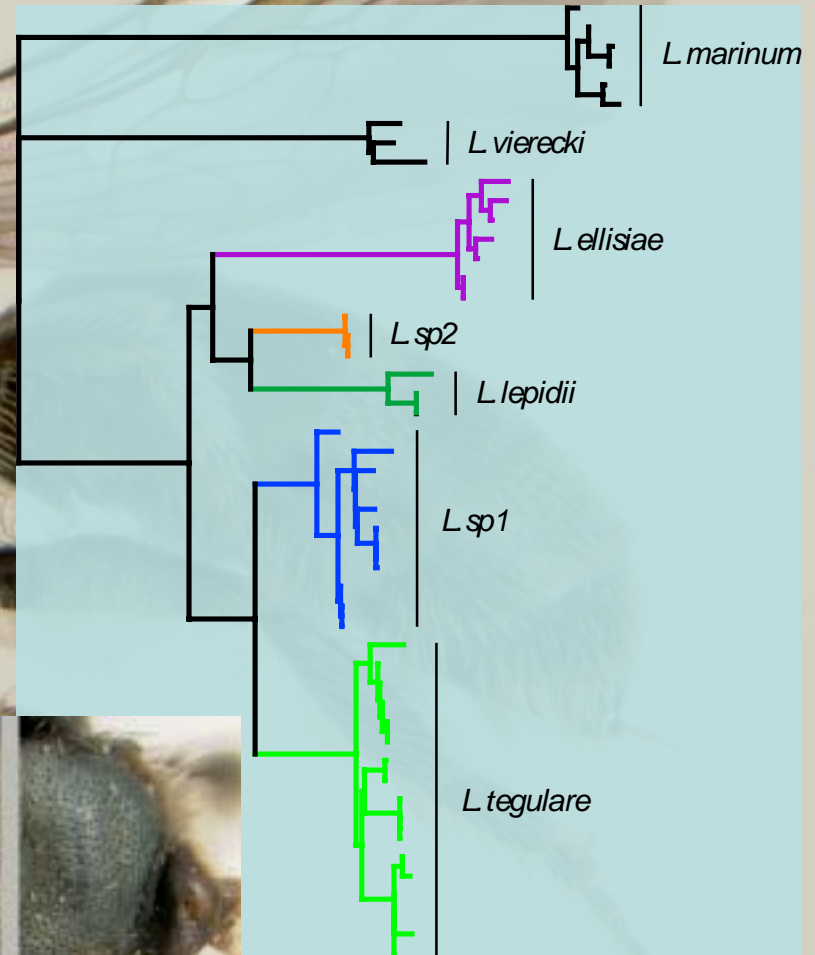 L. marinum
L. vierecki
L. ellisiae
L. sp2
L. lepidii
L. sp1
L. tegulare